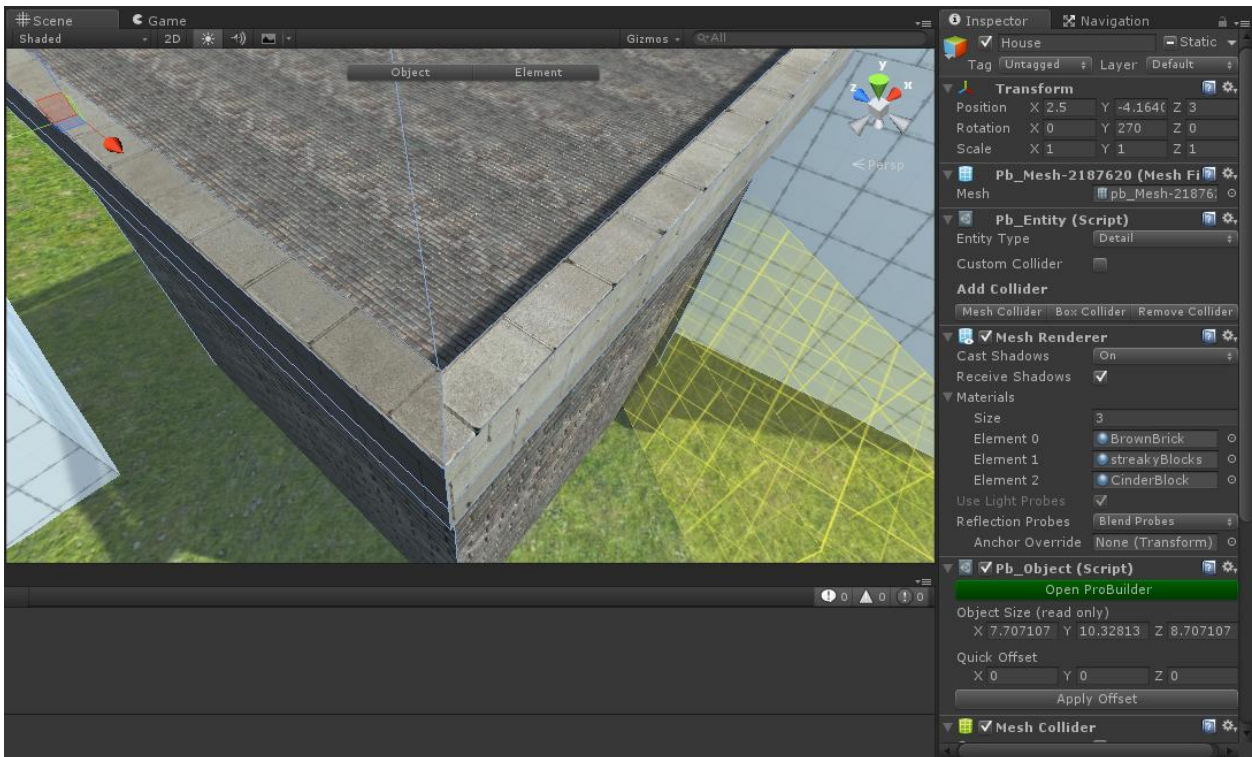 Scene Game
Shaded 2D Gizmos Q▾All
Object Element
y
z x
Persp
0 0 0
Inspector Navigation
House Static
Tag Untagged Layer Default
Transform
Position X 2.5 Y -4.1640 Z 3
Rotation X 0 Y 270 Z 0
Scale X 1 Y 1 Z 1
Pb_Mesh-2187620 (Mesh Fi
Mesh pb_Mesh-21876
Pb_Entity (Script)
Entity Type Detail
Custom Collider
Add Collider
Mesh Collider Box Collider Remove Collider
Mesh Renderer
Cast Shadows On
Receive Shadows
Materials
Size 3
Element 0 BrownBrick
Element 1 streakyBlocks
Element 2 CinderBlock
Use Light Probes
Reflection Probes Blend Probes
Anchor Override None (Transform)
Pb_Object (Script)
Open ProBuilder
Object Size (read only)
X 7.707107 Y 10.32813 Z 8.707107
Quick Offset
X 0 Y 0 Z 0
Apply Offset
Mesh Collider